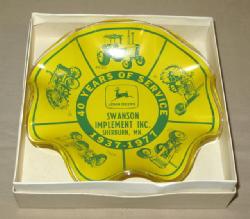 40 YEARS OF SERVICE
JOHN DEERE
SWANSON
IMPLEMENT INC.
SHERBURN, MN.
1937-1977